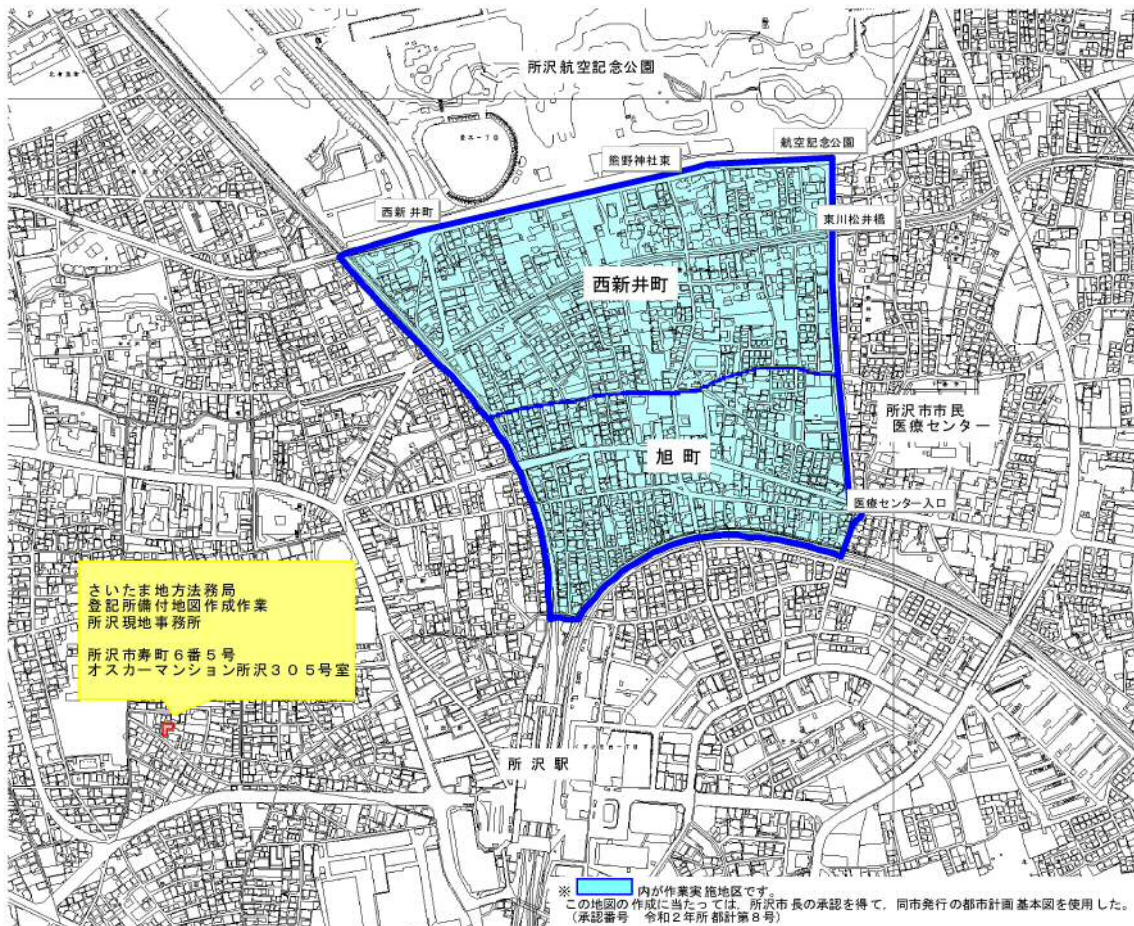 所沢航空記念公園
航空記念公園
熊野神社東
西新井町
東川松井橋
西新井町
所沢市市民
医療センター
旭町
医療センター入口
さいたま地方法務局
登記所備付地図作成作業
所沢現地事務所
所沢市寿町６番５号
オスカーマンション所沢３０５号室
所沢駅
※ 内が作業実施地区です。
この地図の作成に当たっては，所沢市長の承認を得て，同市発行の都市計画基本図を使用した。
（承認番号　令和２年所都計第８号）